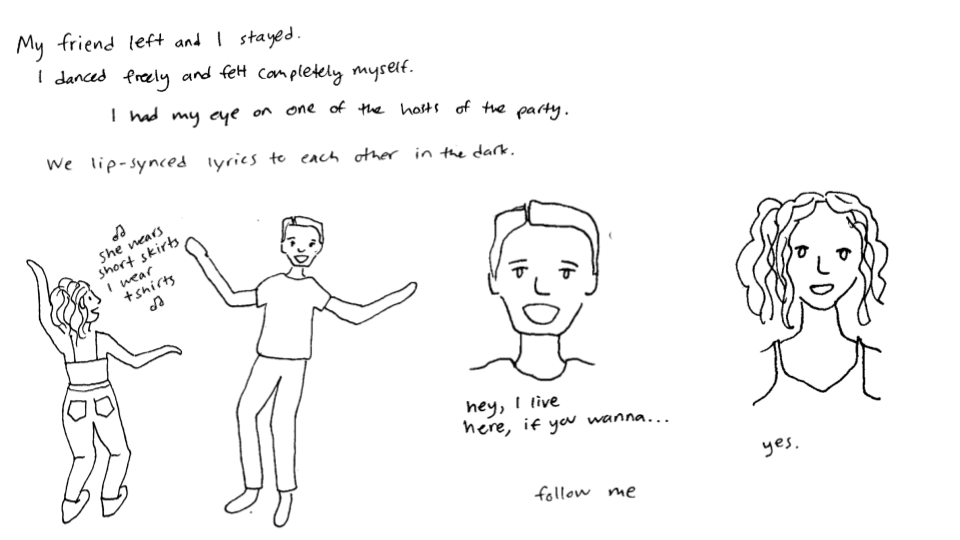 My friend left and I stayed.
I danced freely and felt completely myself.
I had my eye on one of the hosts of the party.
We lip-synced lyrics to each other in the dark.
she wears
short skirts
I wear
tshirts
hey, I live
here, if you wanna...
yes.
follow me